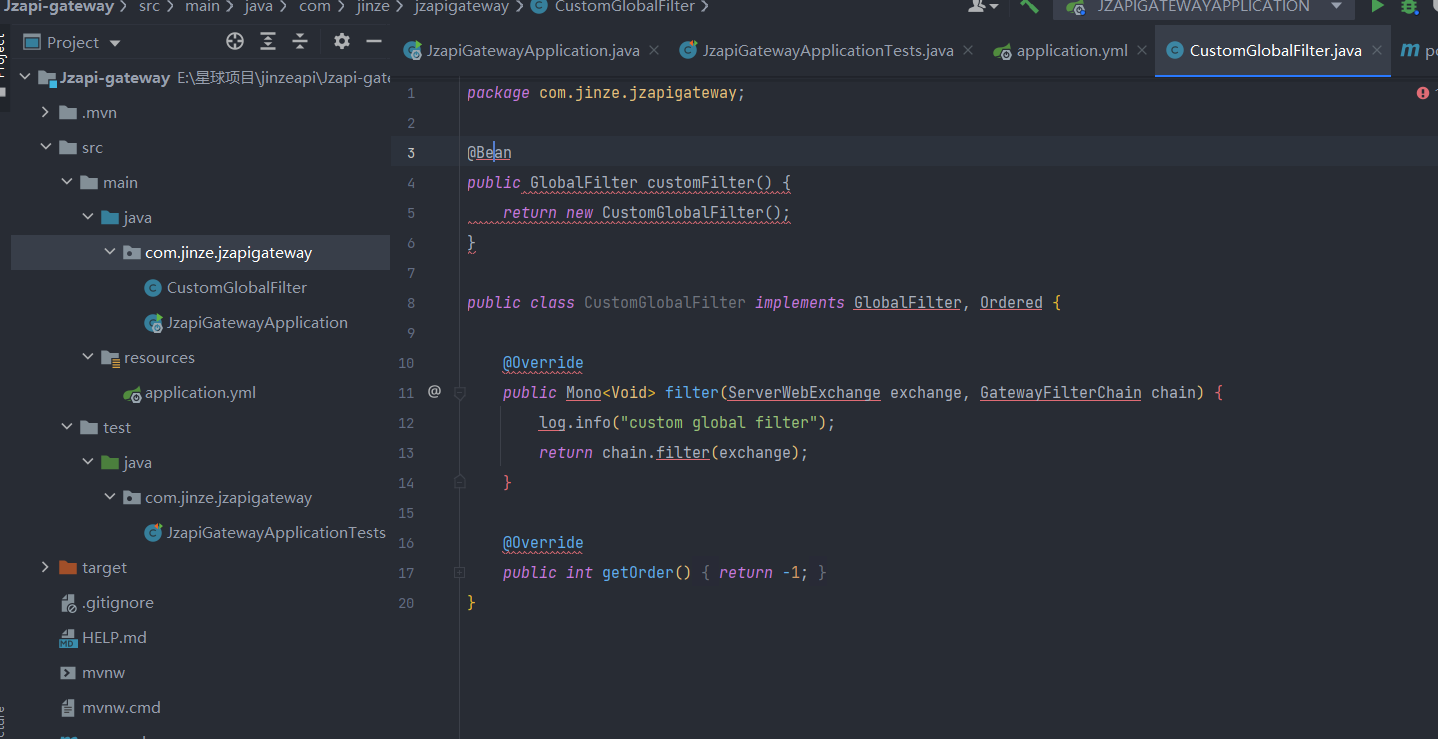 Jzapi-gateway > src > main > java > com > jinze > jzapigateway > CustomGlobalFilter >
JZAPIGATEWAYAPPLICATION
Project
JzapiGatewayApplication.java
JzapiGatewayApplicationTests.java
application.yml
CustomGlobalFilter.java
m
Jzapi-gateway E:\星球项目\jinzeapi\Jzapi-gate
.mvn
src
main
java
com.jinze.jzapigateway
CustomGlobalFilter
JzapiGatewayApplication
resources
application.yml
test
java
com.jinze.jzapigateway
JzapiGatewayApplicationTests
target
.gitignore
HELP.md
mvnw
mvnw.cmd
1 package com.jinze.jzapigateway;
2
3 @Bean
4 public GlobalFilter customFilter() {
5 return new CustomGlobalFilter();
6 }
7
8 public class CustomGlobalFilter implements GlobalFilter, Ordered {
9
10 @Override
11 @ public Mono<Void> filter(ServerWebExchange exchange, GatewayFilterChain chain) {
12 log.info("custom global filter");
13 return chain.filter(exchange);
14 }
15
16 @Override
17 public int getOrder() { return -1; }
20 }